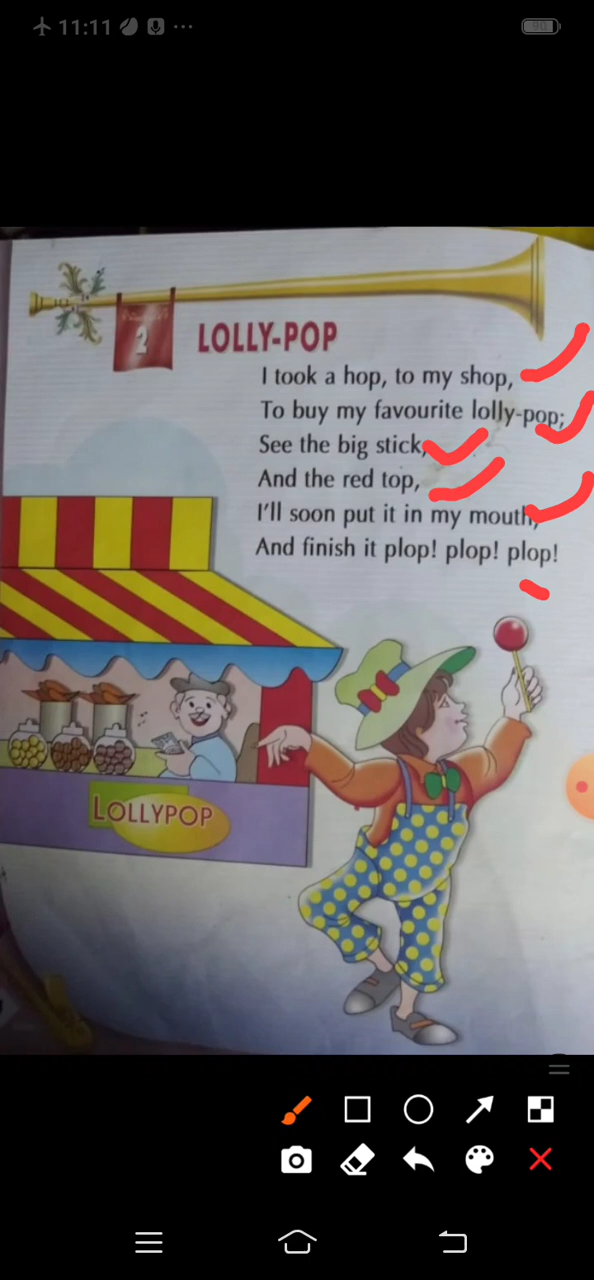 11:11
90
2
LOLLY-POP
I took a hop, to my shop,
To buy my favourite lolly-pop;
See the big stick,
And the red top,
I'll soon put it in my mouth,
And finish it plop! plop! plop!
LOLLYPOP